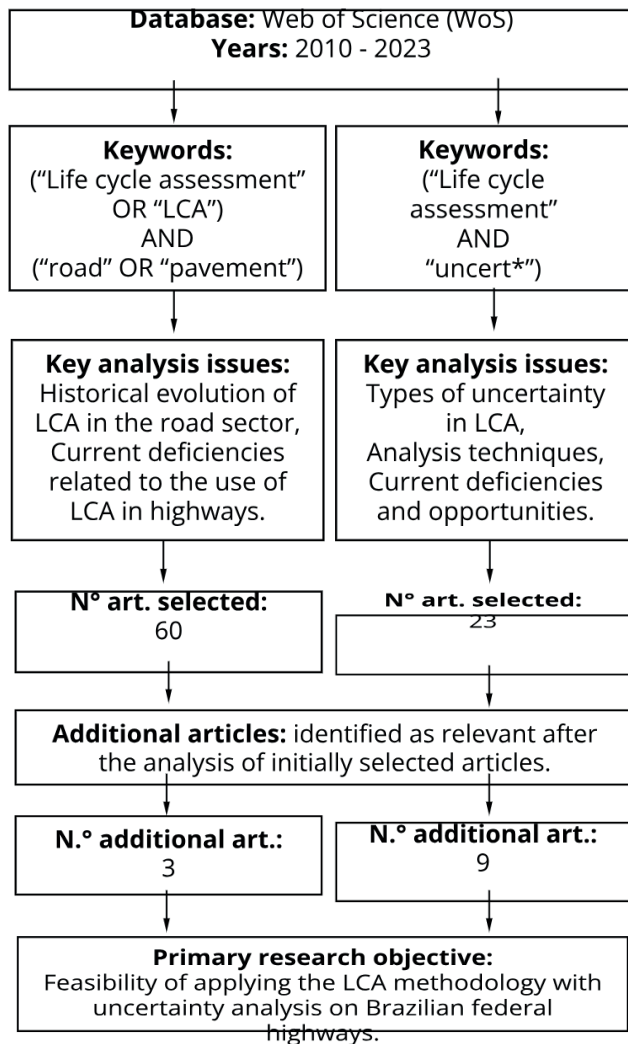 Database: Web of Science (WoS)
Years: 2010 - 2023
Keywords:
(“Life cycle assessment”
OR “LCA”)
AND
(“road” OR “pavement”)
Keywords:
(“Life cycle
assessment”
AND
“uncert*”)
Key analysis issues:
Historical evolution of
LCA in the road sector,
Current deficiencies
related to the use of
LCA in highways.
Key analysis issues:
Types of uncertainty
in LCA,
Analysis techniques,
Current deficiencies
and opportunities.
N° art. selected:
60
N° art. selected:
23
Additional articles: identified as relevant after
the analysis of initially selected articles.
N.° additional art.:
3
N.° additional art.:
9
Primary research objective:
Feasibility of applying the LCA methodology with
uncertainty analysis on Brazilian federal
highways.